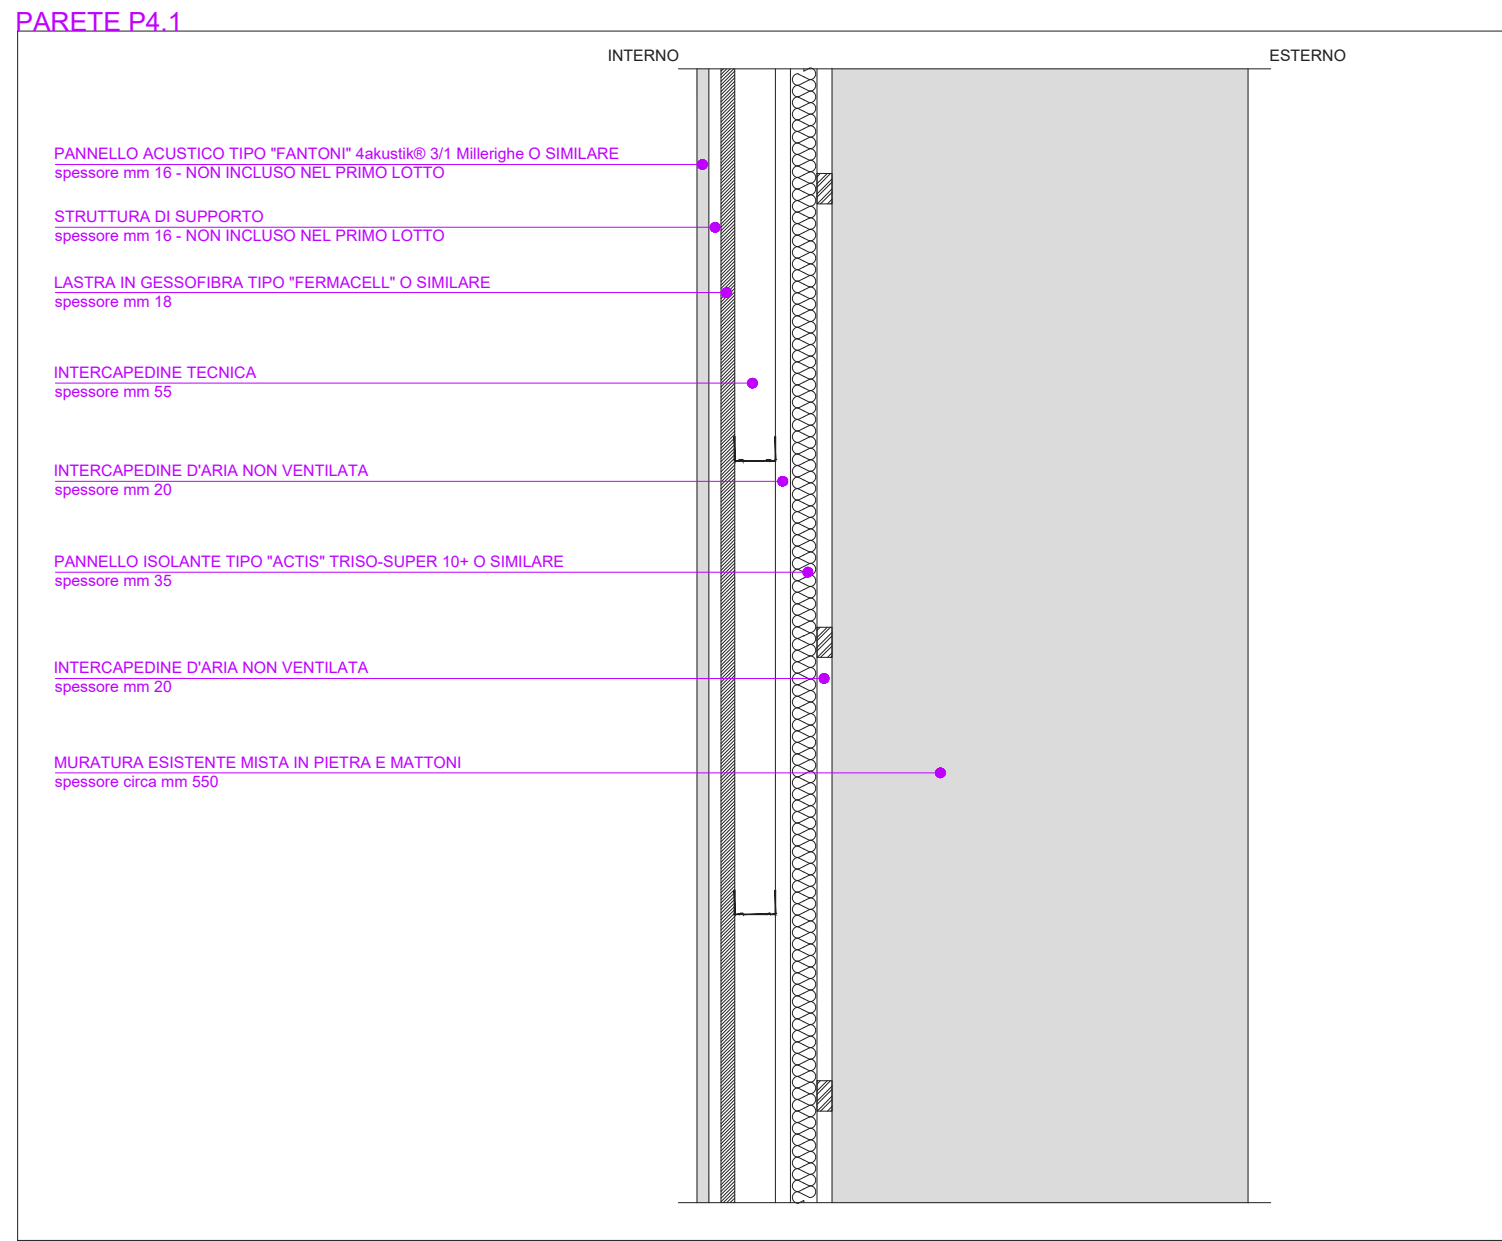 PARETE P4.1
INTERNO
ESTERNO
PANNELLO ACUSTICO TIPO "FANTONI" 4akustik® 3/1 Millerighe O SIMILARE
spessore mm 16 - NON INCLUSO NEL PRIMO LOTTO
STRUTTURA DI SUPPORTO
spessore mm 16 - NON INCLUSO NEL PRIMO LOTTO
LASTRA IN GESSOFIBRA TIPO "FERMACELL" O SIMILARE
spessore mm 18
INTERCAPEDINE TECNICA
spessore mm 55
INTERCAPEDINE D'ARIA NON VENTILATA
spessore mm 20
PANNELLO ISOLANTE TIPO "ACTIS" TRISO-SUPER 10+ O SIMILARE
spessore mm 35
INTERCAPEDINE D'ARIA NON VENTILATA
spessore mm 20
MURATURA ESISTENTE MISTA IN PIETRA E MATTONI
spessore circa mm 550